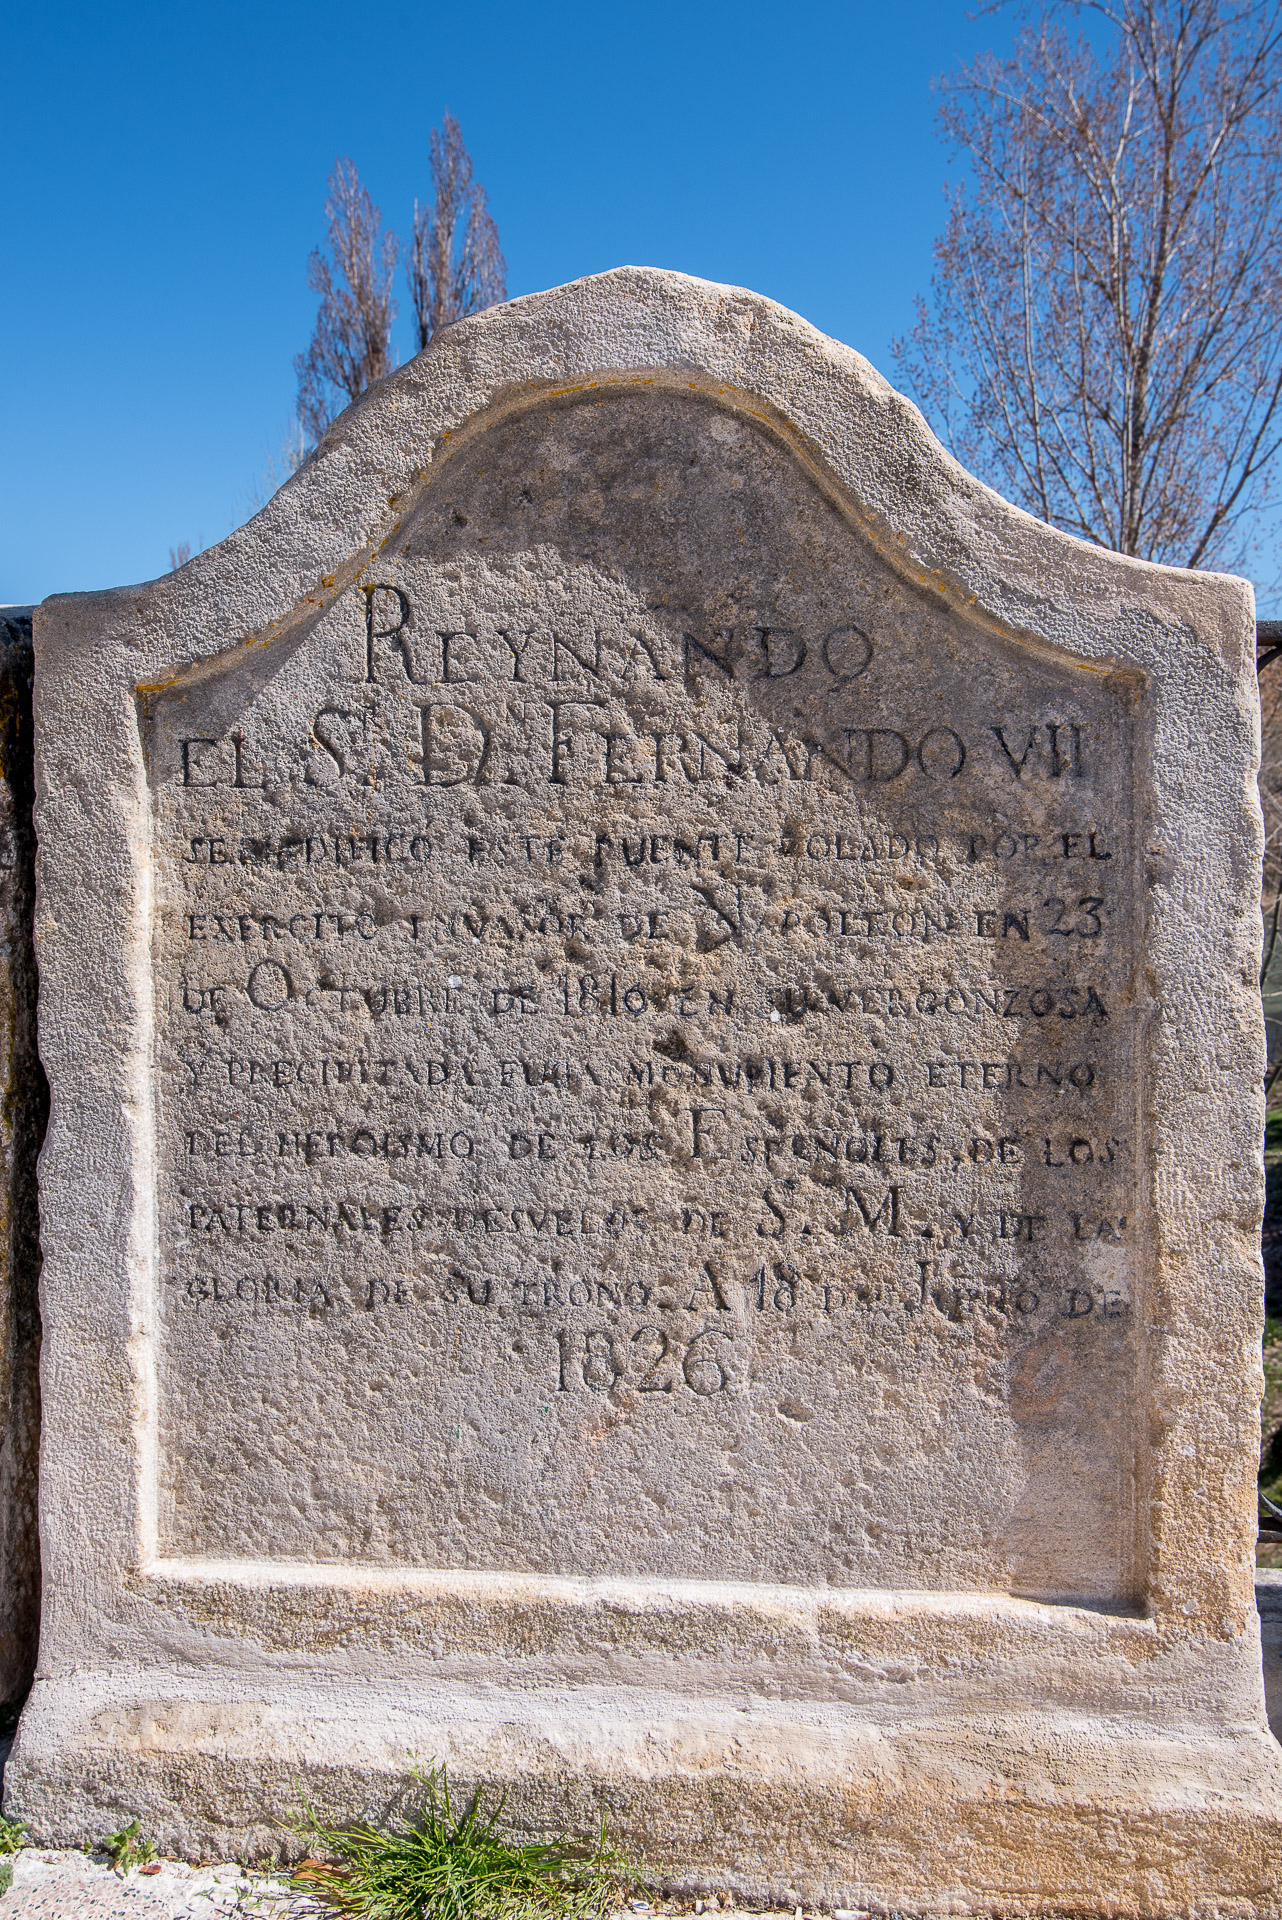 REYNANDO
EL S.r D.n FERNANDO VII
SE REDIFICO ESTE PUENTE VOLADO POR EL
EXERCITO INVASOR DE NAPOLEON EN 23
DE OCTUBRE DE 1810 EN SU VERGONZOSA
Y PRECIPITADA FUGA MONUMENTO ETERNO
DEL HEROISMO DE LOS ESPAÑOLES, DE LOS
PATERNALES DESVELOS DE S. M. Y DE LA
GLORIA DE SU TRONO. A 18 DE DE
1826